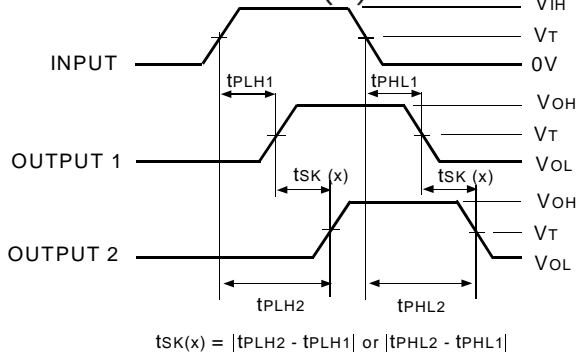 VIH
VT
INPUT
0V
tPLH1
tPHL1
VOH
VT
OUTPUT 1
VOL
tSK (x)
tSK (x)
VOH
VT
OUTPUT 2
VOL
tPLH2
tPHL2
tSK(x) = |tPLH2 - tPLH1| or |tPHL2 - tPHL1|